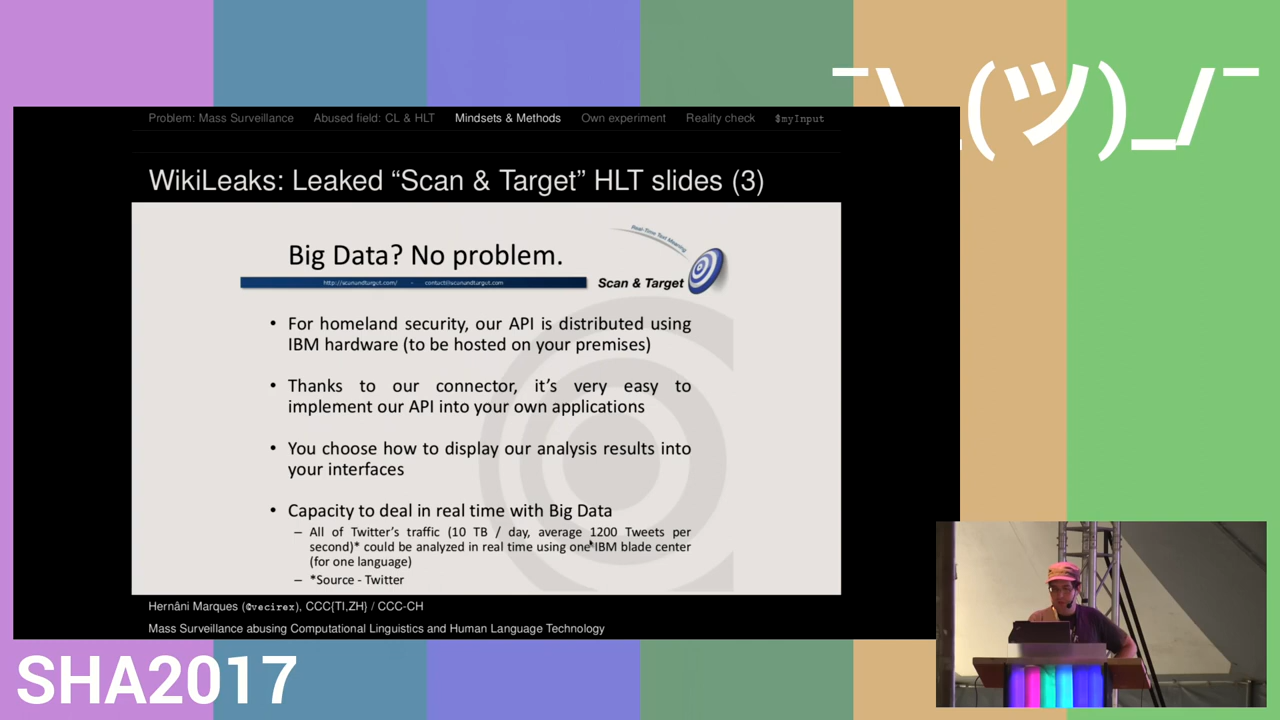 ¯\_(ツ)_/¯
Problem: Mass Surveillance Abused field: CL & HLT Mindsets & Methods Own experiment Reality check $myInput
WikiLeaks: Leaked “Scan & Target” HLT slides (3)
Real-Time Text Meaning
Big Data? No problem.
Scan & Target
• For homeland security, our API is distributed using
IBM hardware (to be hosted on your premises)
• Thanks to our connector, it’s very easy to
implement our API into your own applications
• You choose how to display our analysis results into
your interfaces
• Capacity to deal in real time with Big Data
– All of Twitter’s traffic (10 TB / day, average 1200 Tweets per
second)* could be analyzed in real time using one IBM blade center
(for one language)
– *Source - Twitter
Hernâni Marques (@vecirex), CCC{TI,ZH} / CCC-CH
Mass Surveillance abusing Computational Linguistics and Human Language Technology
SHA2017